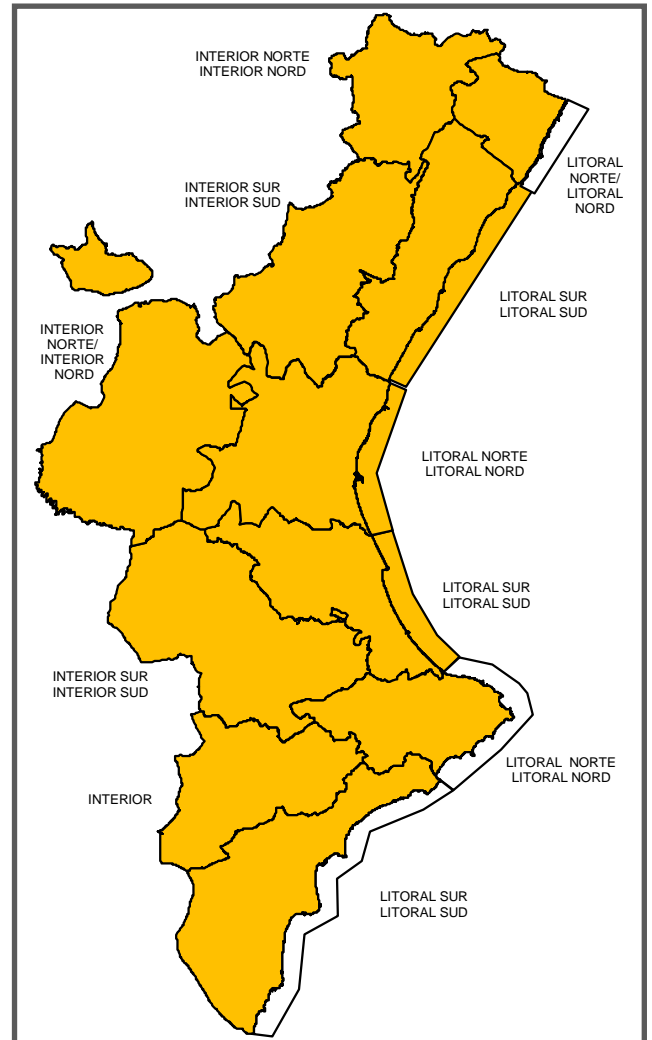 INTERIOR NORTE
INTERIOR NORD
LITORAL
NORTE/
LITORAL
NORD
INTERIOR SUR
INTERIOR SUD
LITORAL SUR
LITORAL SUD
INTERIOR
NORTE/
INTERIOR
NORD
LITORAL NORTE
LITORAL NORD
LITORAL SUR
LITORAL SUD
INTERIOR SUR
INTERIOR SUD
LITORAL NORTE
LITORAL NORD
INTERIOR
LITORAL SUR
LITORAL SUD